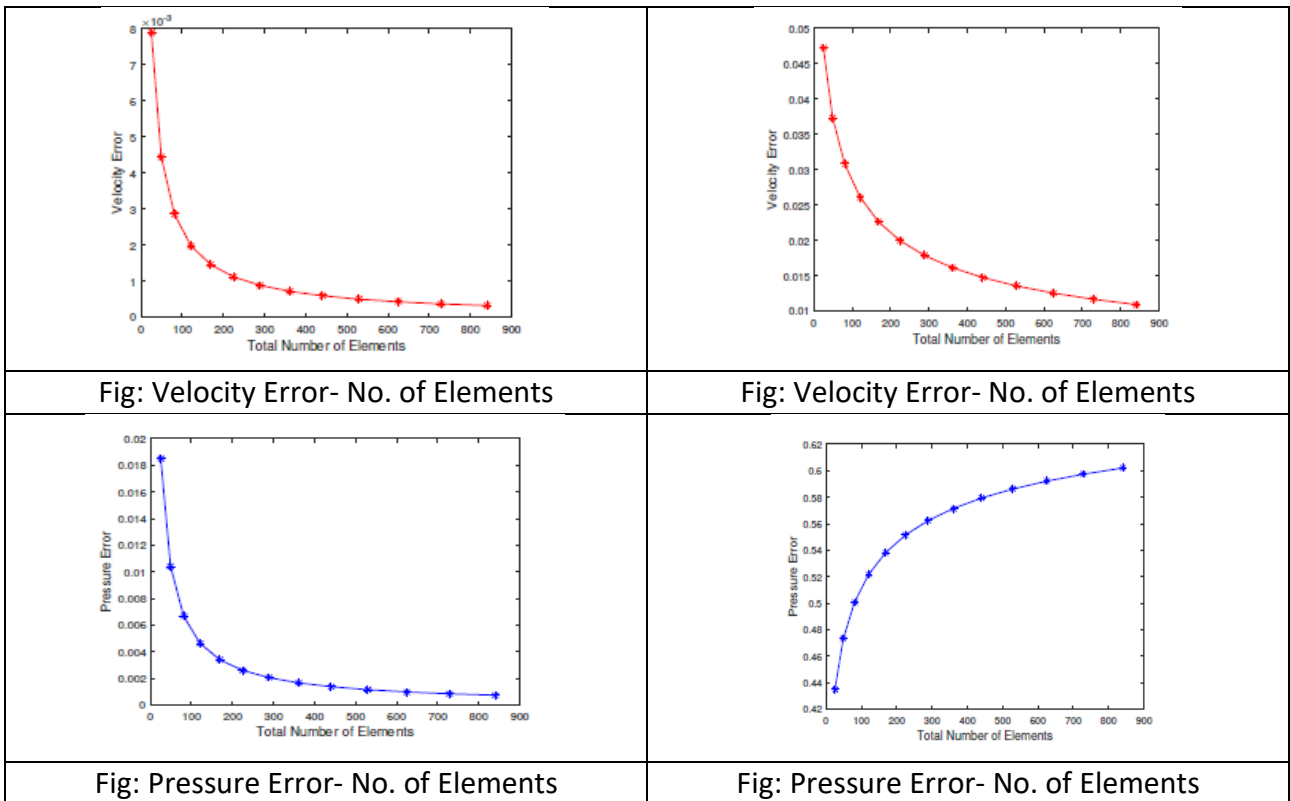 ×10⁻³
8
7
6
5
4
3
2
1
0
Velocity Error
0 100 200 300 400 500 600 700 800 900
Total Number of Elements
0.05
0.045
0.04
0.035
0.03
0.025
0.02
0.015
0.01
Velocity Error
0 100 200 300 400 500 600 700 800 900
Total Number of Elements
Fig: Velocity Error- No. of Elements
Fig: Velocity Error- No. of Elements
0.02
0.018
0.016
0.014
0.012
0.01
0.008
0.006
0.004
0.002
0
Pressure Error
0 100 200 300 400 500 600 700 800 900
Total Number of Elements
0.62
0.6
0.58
0.56
0.54
0.52
0.5
0.48
0.46
0.44
0.42
Pressure Error
0 100 200 300 400 500 600 700 800 900
Total Number of Elements
Fig: Pressure Error- No. of Elements
Fig: Pressure Error- No. of Elements